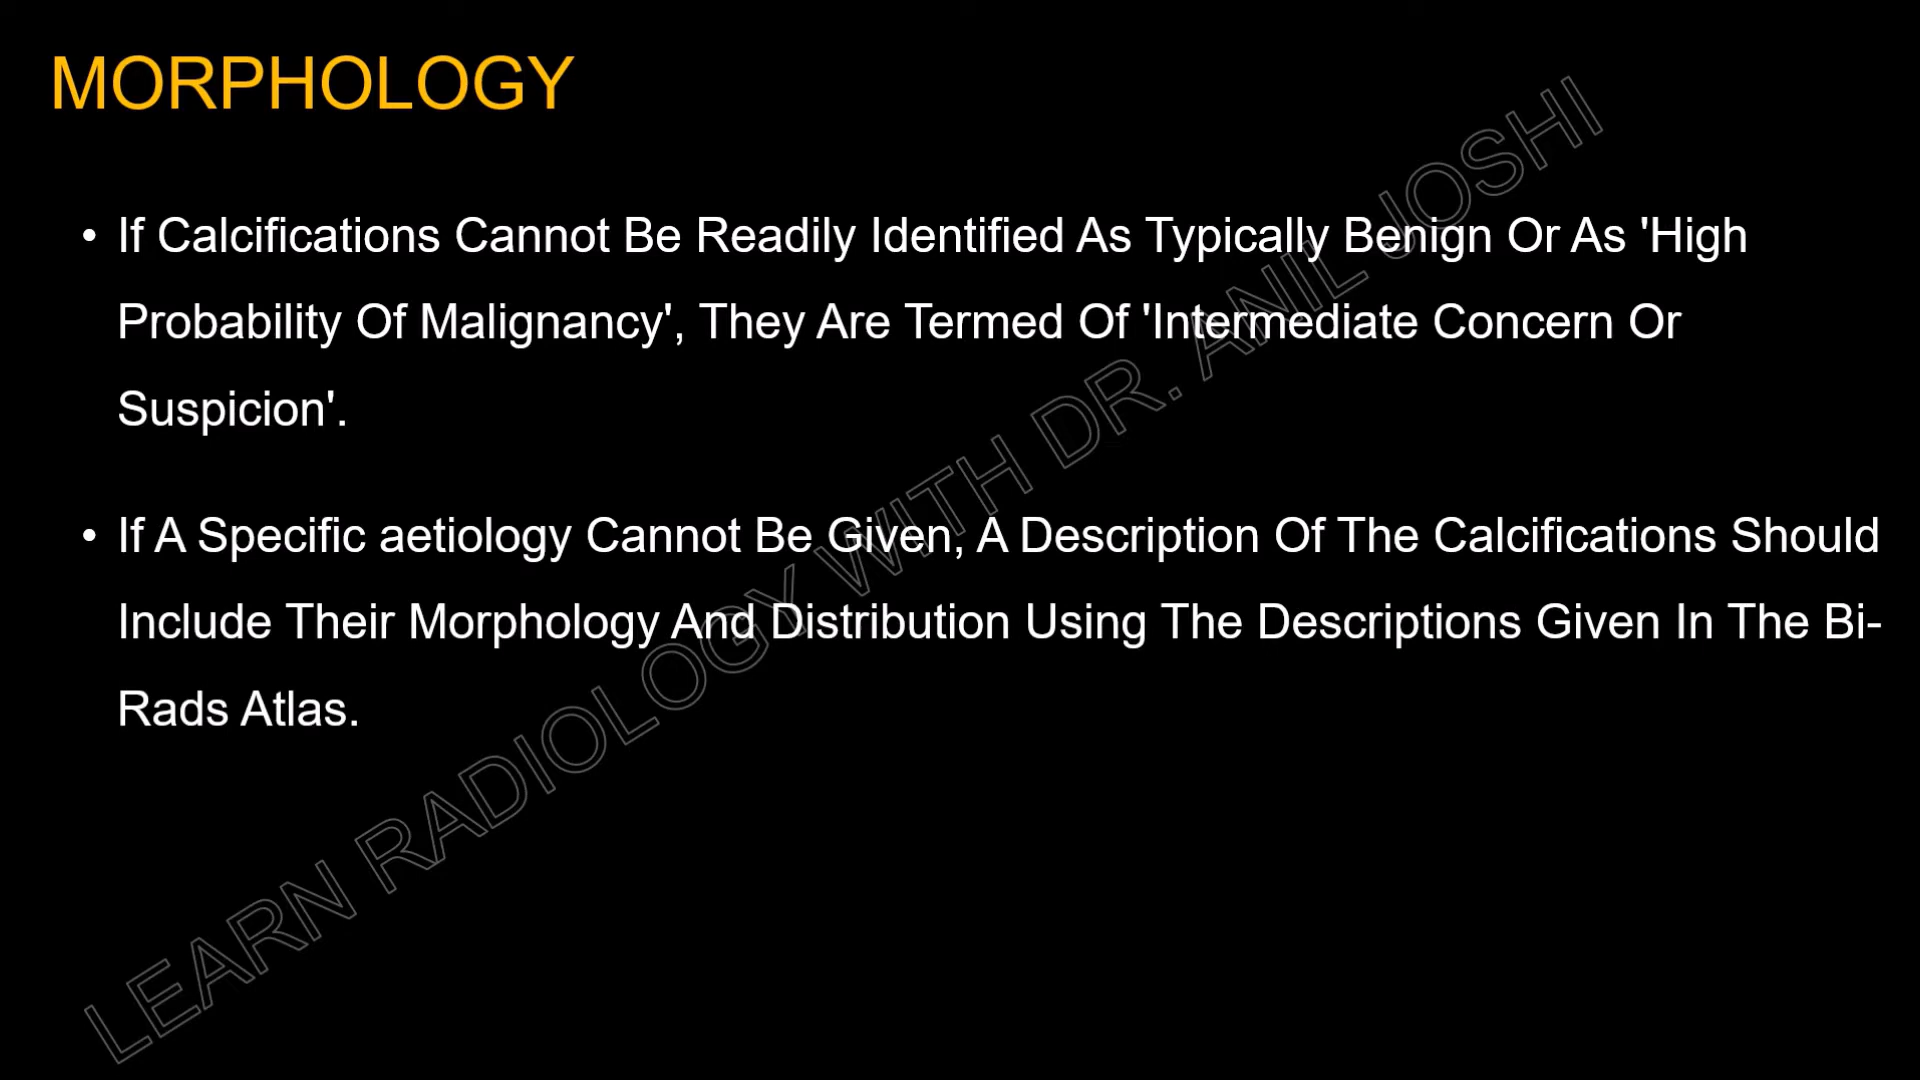 MORPHOLOGY
• If Calcifications Cannot Be Readily Identified As Typically Benign Or As 'High
Probability Of Malignancy', They Are Termed Of 'Intermediate Concern Or
Suspicion'.
• If A Specific aetiology Cannot Be Given, A Description Of The Calcifications Should
Include Their Morphology And Distribution Using The Descriptions Given In The Bi-
Rads Atlas.
LEARN RADIOLOGY WITH DR. ANIL JOSHI